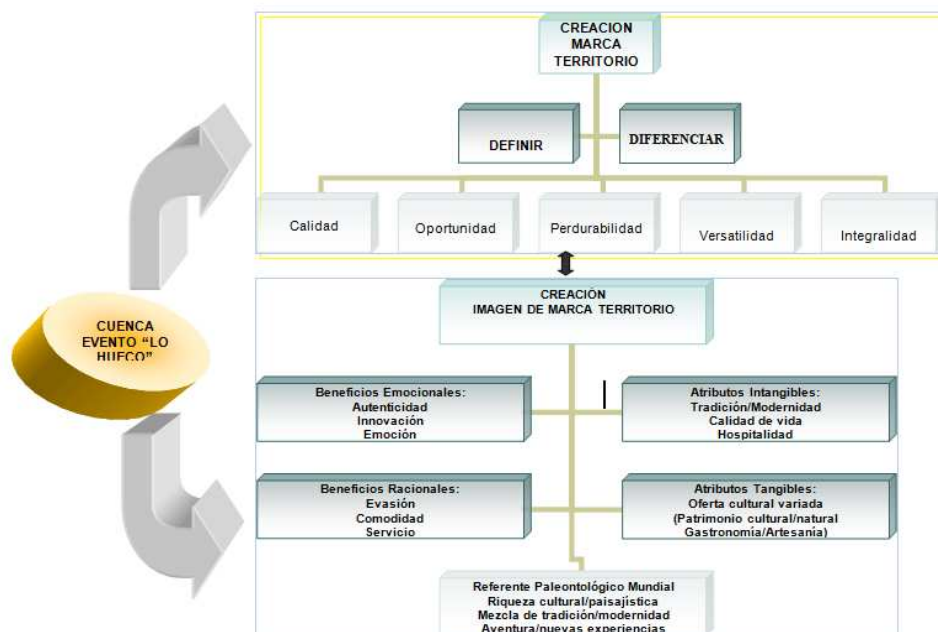 CREACION
MARCA
TERRITORIO
DEFINIR
DIFERENCIAR
Calidad
Oportunidad
Perdurabilidad
Versatilidad
Integralidad
CUENCA
EVENTO “LO
HUECO”
CREACIÓN
IMAGEN DE MARCA TERRITORIO
Beneficios Emocionales:
Autenticidad
Innovación
Emoción
Atributos Intangibles:
Tradición/Modernidad
Calidad de vida
Hospitalidad
Beneficios Racionales:
Evasión
Comodidad
Servicio
Atributos Tangibles:
Oferta cultural variada
(Patrimonio cultural/natural
Gastronomía/Artesanía)
Referente Paleontológico Mundial
Riqueza cultural/paisajística
Mezcla de tradición/modernidad
Aventura/nuevas experiencias